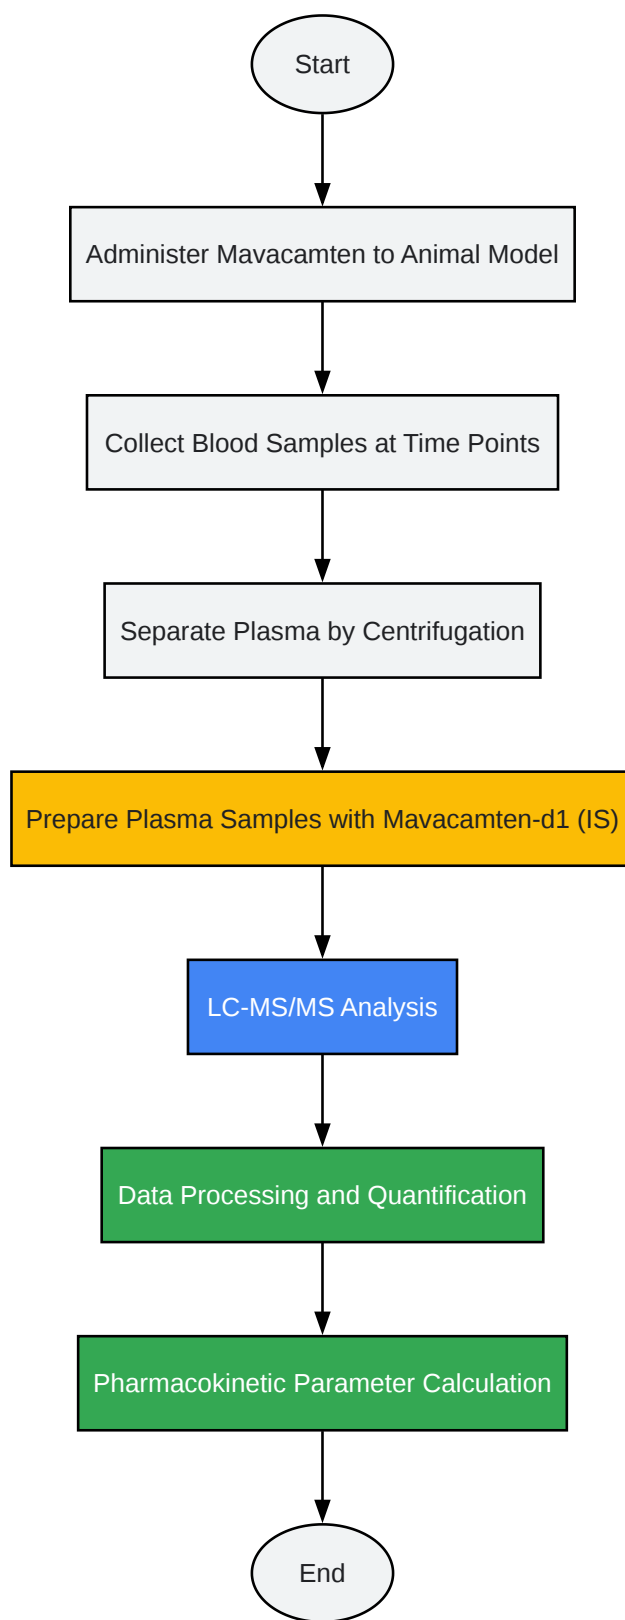 Start
Administer Mavacamten to Animal Model
Collect Blood Samples at Time Points
Separate Plasma by Centrifugation
Prepare Plasma Samples with Mavacamten-d1 (IS)
LC-MS/MS Analysis
Data Processing and Quantification
Pharmacokinetic Parameter Calculation
End